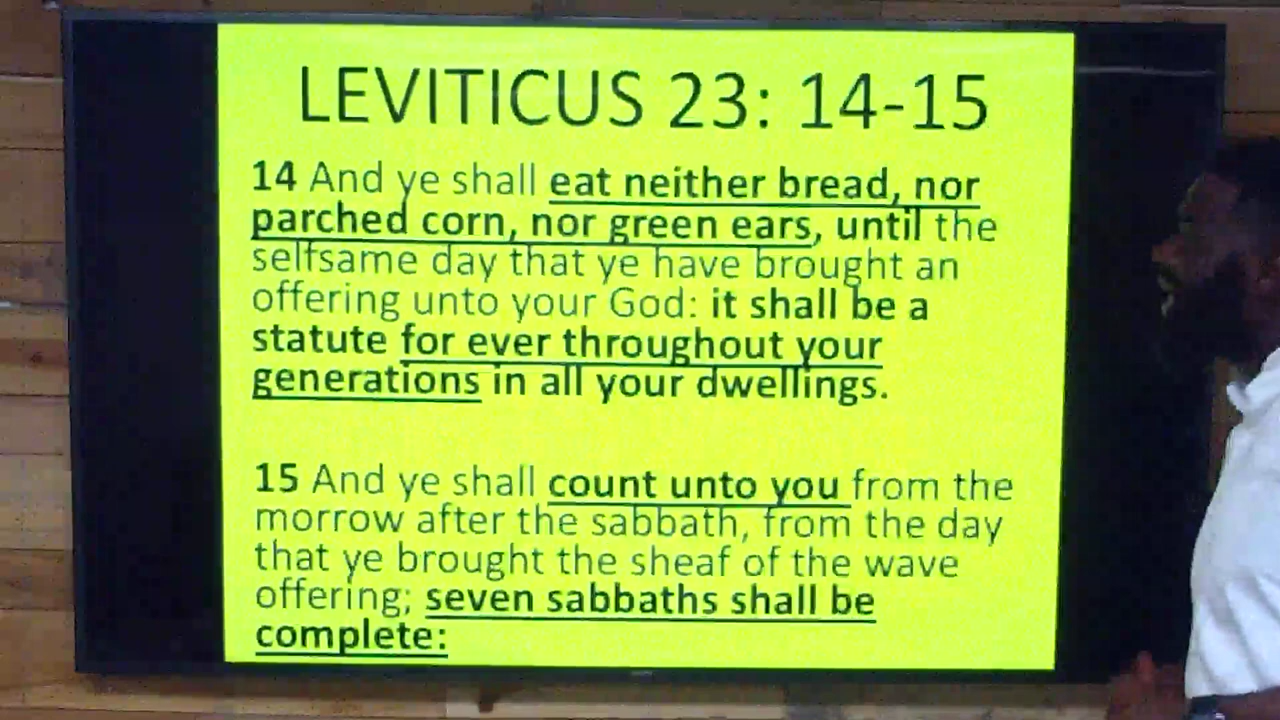 LEVITICUS 23: 14-15
14 And ye shall eat neither bread, nor
parched corn, nor green ears, until the
selfsame day that ye have brought an
offering unto your God: it shall be a
statute for ever throughout your
generations in all your dwellings.
15 And ye shall count unto you from the
morrow after the sabbath, from the day
that ye brought the sheaf of the wave
offering; seven sabbaths shall be
complete: